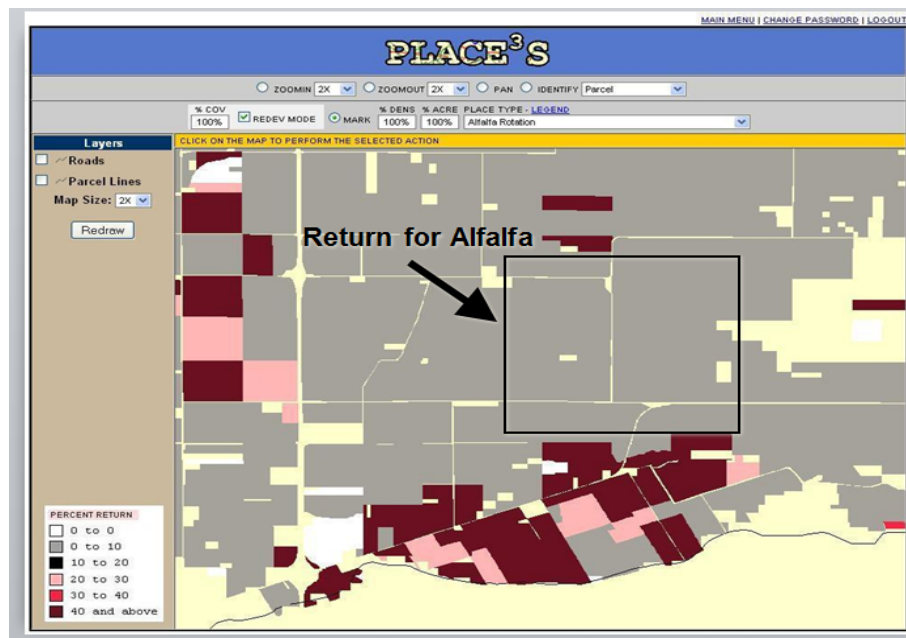 MAIN MENU | CHANGE PASSWORD | LOGOUT
PLACE³S
ZOOMIN 2X ZOOMOUT 2X PAN IDENTIFY Parcel
% COV % DENS % ACRE PLACE TYPE - LEGEND
100% REDEV MODE MARK 100% 100% Alfalfa Rotation
Layers CLICK ON THE MAP TO PERFORM THE SELECTED ACTION
Roads
Parcel Lines
Map Size: 2X
Redraw
Return for Alfalfa
PERCENT RETURN
0 to 0
0 to 10
10 to 20
20 to 30
30 to 40
40 and above